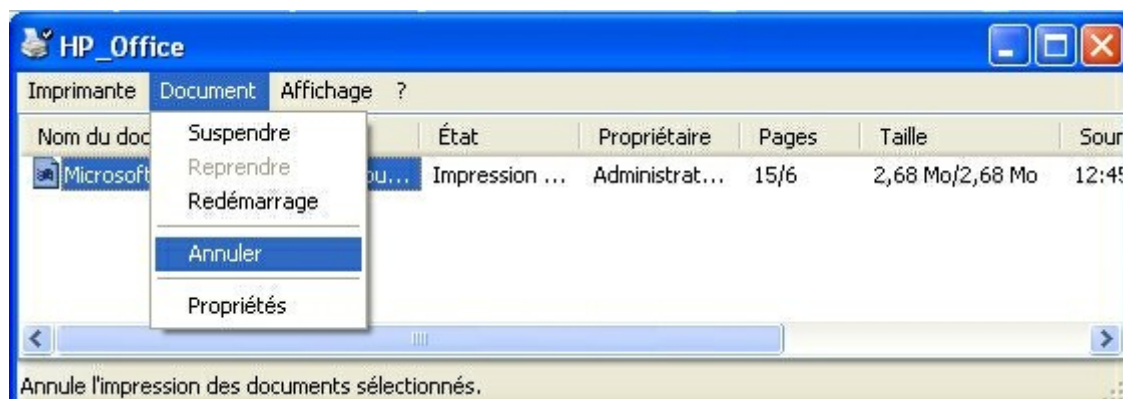 HP_Office
Imprimante Document Affichage ?
Nom du doc État Propriétaire Pages Taille Sour
Microsoft ou... Impression ... Administrat... 15/6 2,68 Mo/2,68 Mo 12:45
Suspendre
Reprendre
Redémarrage
Annuler
Propriétés
Annule l'impression des documents sélectionnés.